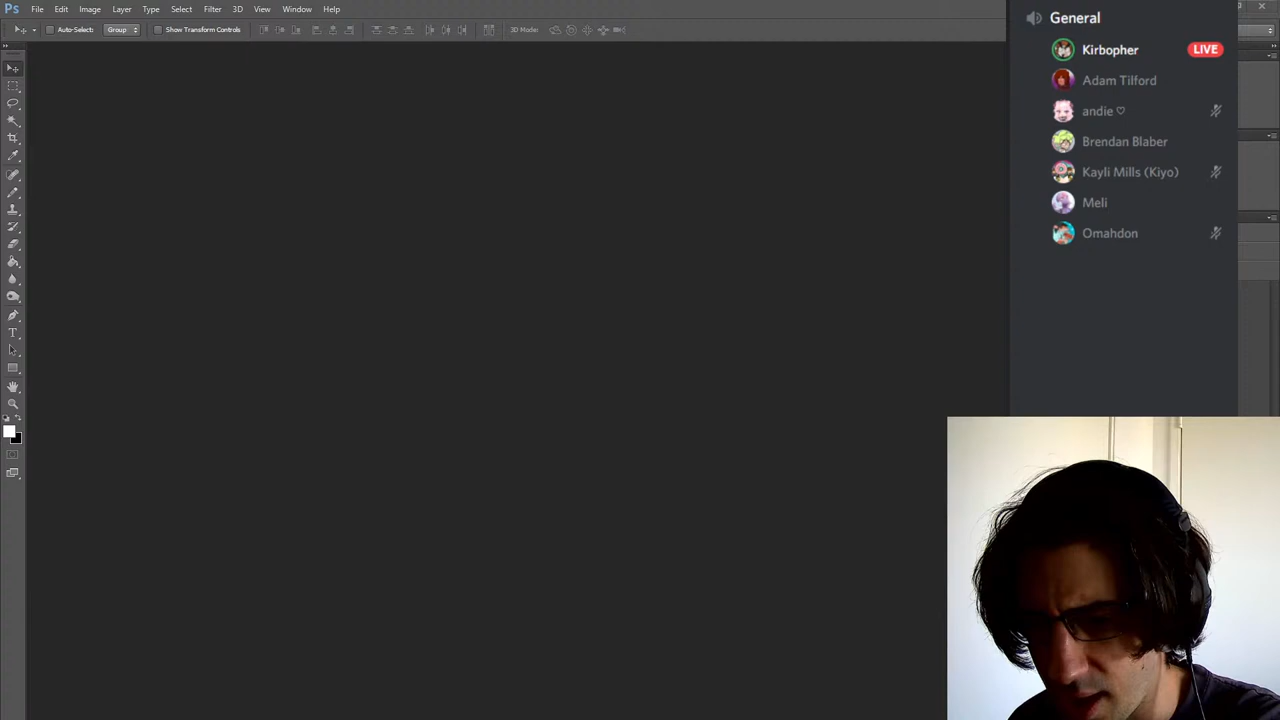 Ps File Edit Image Layer Type Select Filter 3D View Window Help
Auto-Select: Group Show Transform Controls 3D Mode:
General
Kirbopher LIVE
Adam Tilford
andie ♡
Brendan Blaber
Kayli Mills (Kiyo)
Meli
Omahdon
T